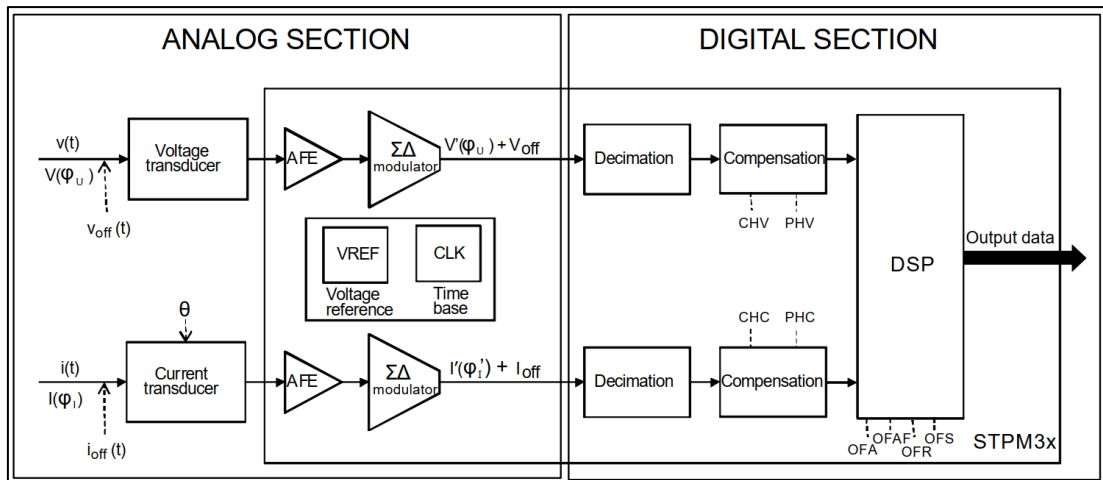 ANALOG SECTION
DIGITAL SECTION
v(t)
V(φU)
voff(t)
Voltage
transducer
AFE
ΣΔ
modulator
V'(φU) + Voff
Decimation
Compensation
CHV PHV
VREF
CLK
Voltage
reference
Time
base
DSP
Output data
θ
i(t)
I(φI)
ioff(t)
Current
transducer
AFE
ΣΔ
modulator
I'(φI') + Ioff
Decimation
CHC PHC
Compensation
OFA OFAF OFR OFS
STPM3x